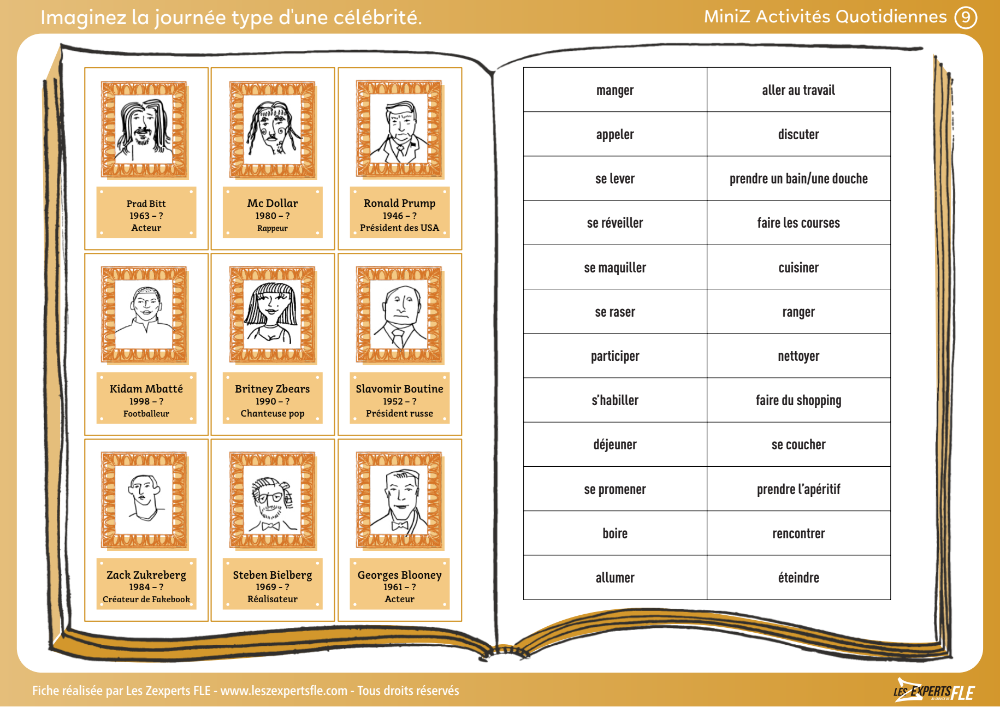 Imaginez la journée type d'une célébrité.
MiniZ Activités Quotidiennes 9
Prad Bitt
1963 – ?
Acteur
Mc Dollar
1980 – ?
Rappeur
Ronald Prump
1946 – ?
Président des USA
Kidam Mbatté
1998 – ?
Footballeur
Britney Zbears
1990 – ?
Chanteuse pop
Slavomir Boutine
1952 – ?
Président russe
Zack Zukreberg
1984 – ?
Créateur de Fakebook
Steben Bielberg
1969 - ?
Réalisateur
Georges Blooney
1961 – ?
Acteur
manger
aller au travail
appeler
discuter
se lever
prendre un bain/une douche
se réveiller
faire les courses
se maquiller
cuisiner
se raser
ranger
participer
nettoyer
s'habiller
faire du shopping
déjeuner
se coucher
se promener
prendre l'apéritif
boire
rencontrer
allumer
éteindre
Fiche réalisée par Les Zexperts FLE - www.leszexpertsfle.com - Tous droits réservés
LES ZEXPERTS FLE